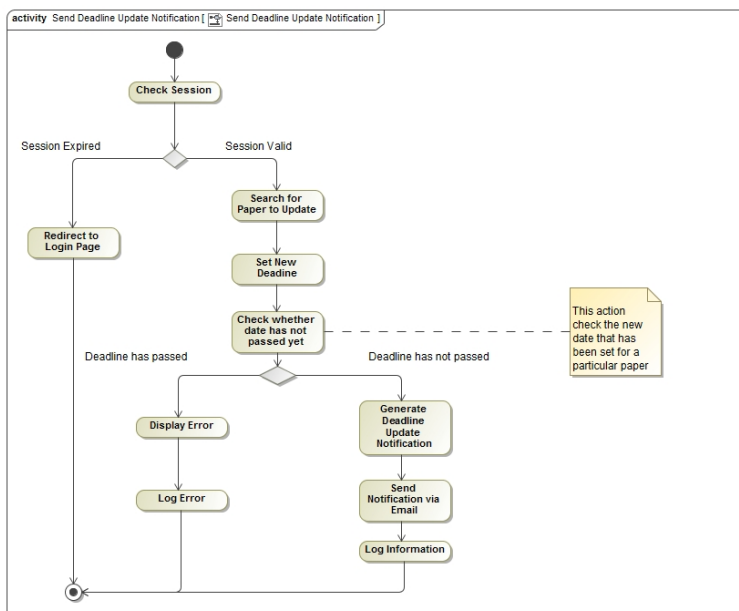 activity Send Deadline Update Notification [ Send Deadline Update Notification ]
Check Session
Session Expired
Session Valid
Search for
Paper to Update
Redirect to
Login Page
Set New
Deadine
Check whether
date has not
passed yet
This action
check the new
date that has
been set for a
particular paper
Deadline has passed
Deadline has not passed
Generate
Deadline
Update
Notification
Display Error
Send
Notification via
Email
Log Error
Log Information